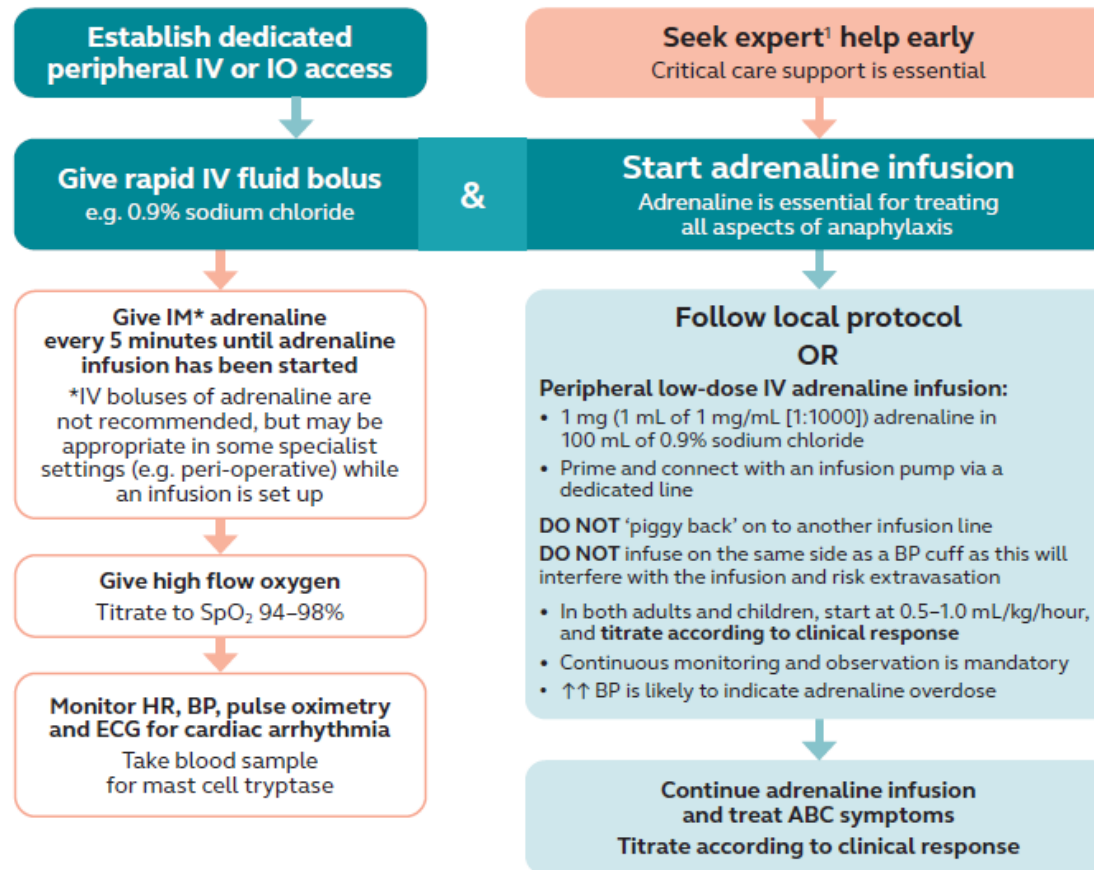 Establish dedicated
peripheral IV or IO access
Seek expert¹ help early
Critical care support is essential
Give rapid IV fluid bolus
e.g. 0.9% sodium chloride
&
Start adrenaline infusion
Adrenaline is essential for treating
all aspects of anaphylaxis
Give IM* adrenaline
every 5 minutes until adrenaline
infusion has been started
*IV boluses of adrenaline are
not recommended, but may be
appropriate in some specialist
settings (e.g. peri-operative) while
an infusion is set up
Give high flow oxygen
Titrate to SpO₂ 94–98%
Monitor HR, BP, pulse oximetry
and ECG for cardiac arrhythmia
Take blood sample
for mast cell tryptase
Follow local protocol
OR
Peripheral low-dose IV adrenaline infusion:
• 1 mg (1 mL of 1 mg/mL [1:1000]) adrenaline in
100 mL of 0.9% sodium chloride
• Prime and connect with an infusion pump via a
dedicated line
DO NOT ‘piggy back’ on to another infusion line
DO NOT infuse on the same side as a BP cuff as this will
interfere with the infusion and risk extravasation
• In both adults and children, start at 0.5–1.0 mL/kg/hour,
and titrate according to clinical response
• Continuous monitoring and observation is mandatory
• ↑↑ BP is likely to indicate adrenaline overdose
Continue adrenaline infusion
and treat ABC symptoms
Titrate according to clinical response